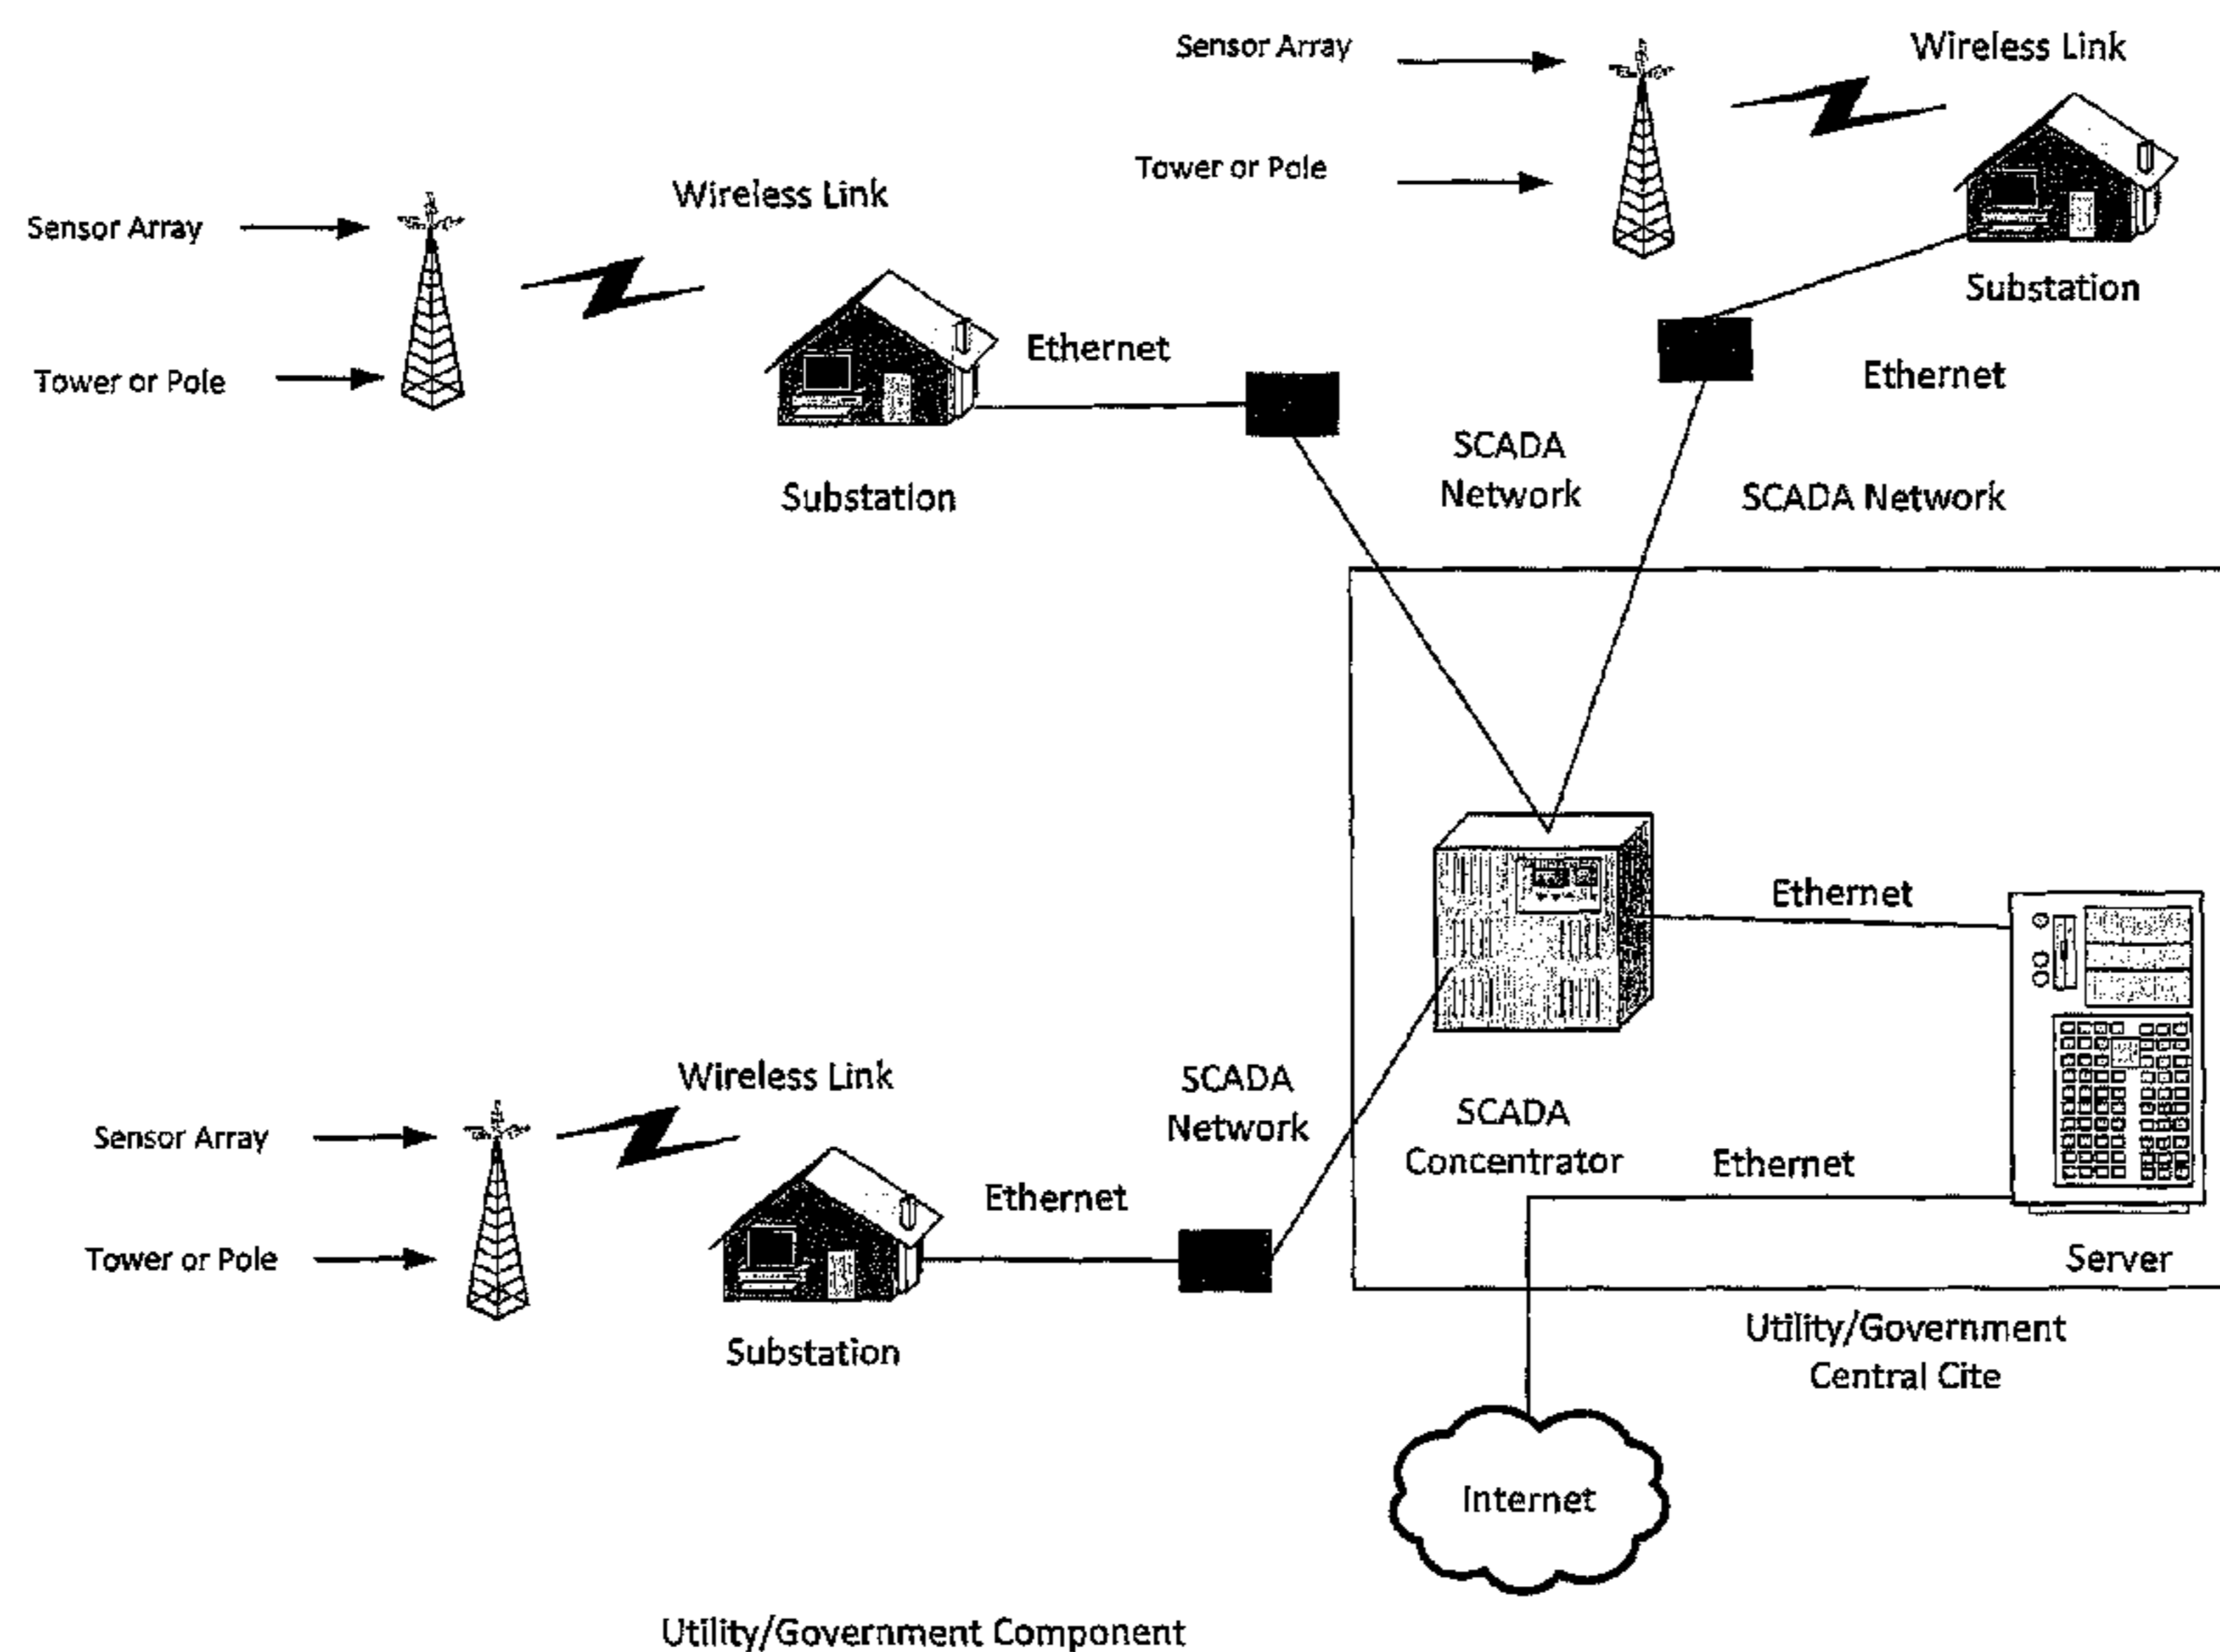 Sensor Array
Wireless Link
Tower or Pole
Wireless Link
Sensor Array
Substation
Ethernet
Tower or Pole
Ethernet
SCADA
Network
Substation
SCADA Network
Ethernet
Wireless Link
SCADA
Network
SCADA
Concentrator
Sensor Array
Ethernet
Ethernet
Tower or Pole
Server
Substation
Utility/Government
Central Cite
Internet
Utility/Government Component